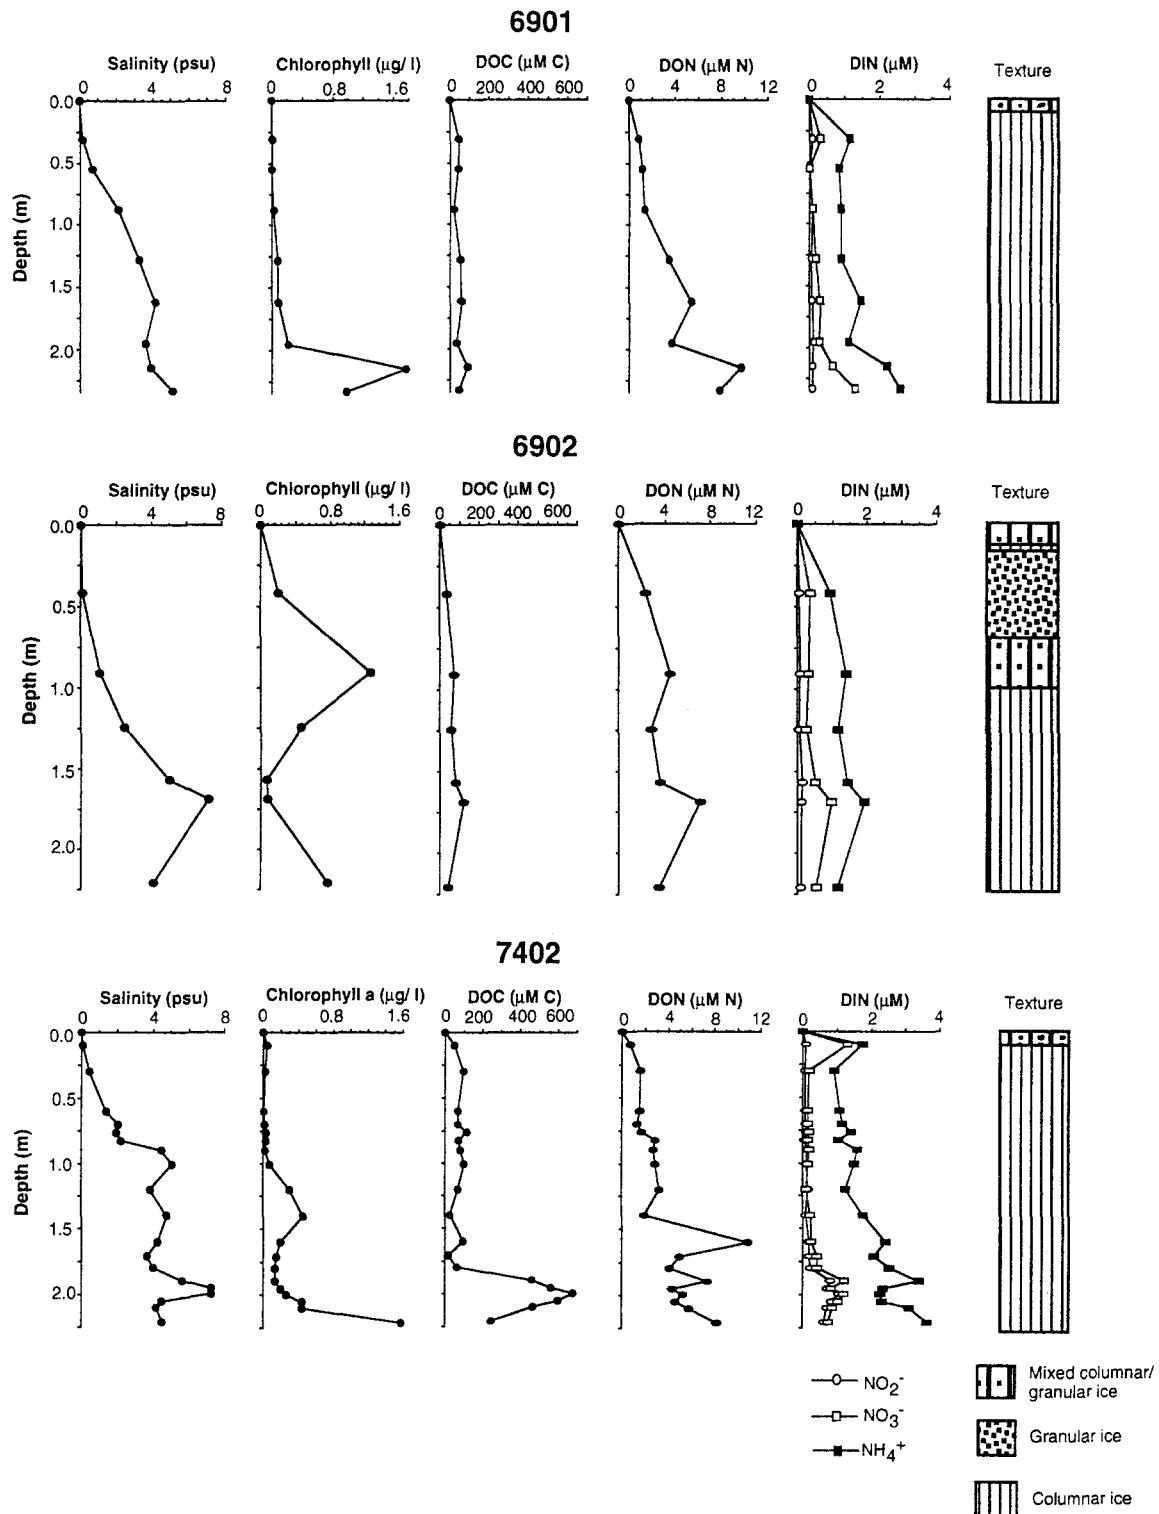 6901
Salinity (psu) Chlorophyll (μg/ l) DOC (μM C) DON (μM N) DIN (μM) Texture
0 4 8 0 0.8 1.6 0 200 400 600 0 4 8 12 0 2 4
0.0
0.5
1.0
1.5
2.0
Depth (m)
6902
Salinity (psu) Chlorophyll (μg/ l) DOC (μM C) DON (μM N) DIN (μM) Texture
0 4 8 0 0.8 1.6 0 200 400 600 0 4 8 12 0 2 4
0.0
0.5
1.0
1.5
2.0
Depth (m)
7402
Salinity (psu) Chlorophyll a (μg/ l) DOC (μM C) DON (μM N) DIN (μM) Texture
0 4 8 0 0.8 1.6 0 200 400 600 0 4 8 12 0 2 4
0.0
0.5
1.0
1.5
2.0
Depth (m)
NO2-
NO3-
NH4+
Mixed columnar/
granular ice
Granular ice
Columnar ice